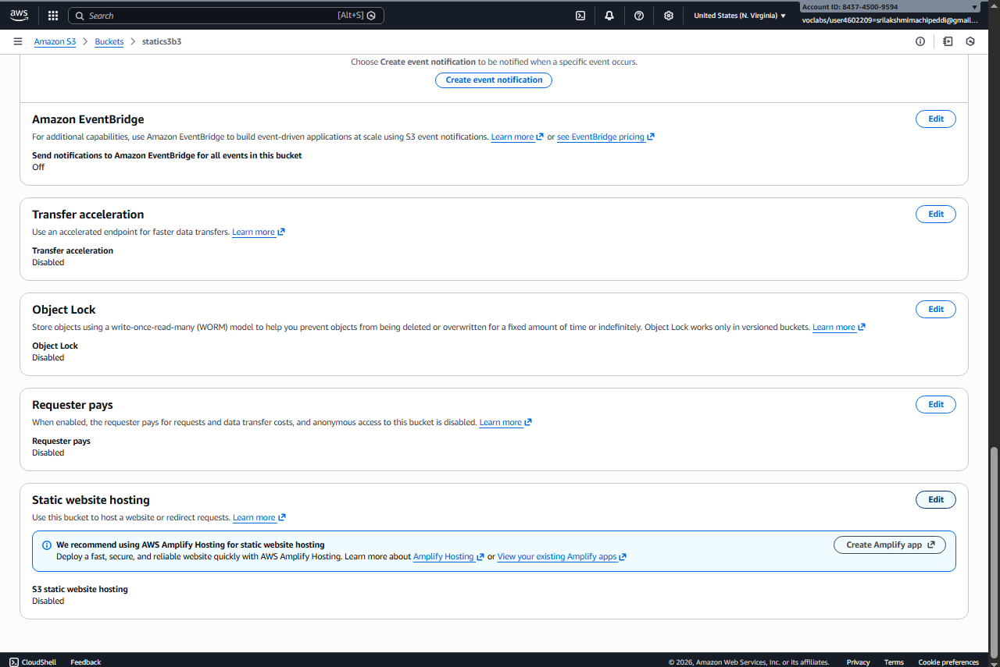 aws
Search [Alt+S]
United States (N. Virginia)
Account ID: 8437-4500-9594
voclabs/user4602209=srilakshmimachipeddi@gmail...
Amazon S3 > Buckets > statics3b3
Choose Create event notification to be notified when a specific event occurs.
Create event notification
Amazon EventBridge
Edit
For additional capabilities, use Amazon EventBridge to build event-driven applications at scale using S3 event notifications. Learn more or see EventBridge pricing
Send notifications to Amazon EventBridge for all events in this bucket
Off
Transfer acceleration
Edit
Use an accelerated endpoint for faster data transfers. Learn more
Transfer acceleration
Disabled
Object Lock
Edit
Store objects using a write-once-read-many (WORM) model to help you prevent objects from being deleted or overwritten for a fixed amount of time or indefinitely. Object Lock works only in versioned buckets. Learn more
Object Lock
Disabled
Requester pays
Edit
When enabled, the requester pays for requests and data transfer costs, and anonymous access to this bucket is disabled. Learn more
Requester pays
Disabled
Static website hosting
Edit
Use this bucket to host a website or redirect requests. Learn more
We recommend using AWS Amplify Hosting for static website hosting
Create Amplify app
Deploy a fast, secure, and reliable website quickly with AWS Amplify Hosting. Learn more about Amplify Hosting or View your existing Amplify apps
S3 static website hosting
Disabled
CloudShell Feedback © 2026, Amazon Web Services, Inc. or its affiliates. Privacy Terms Cookie preferences